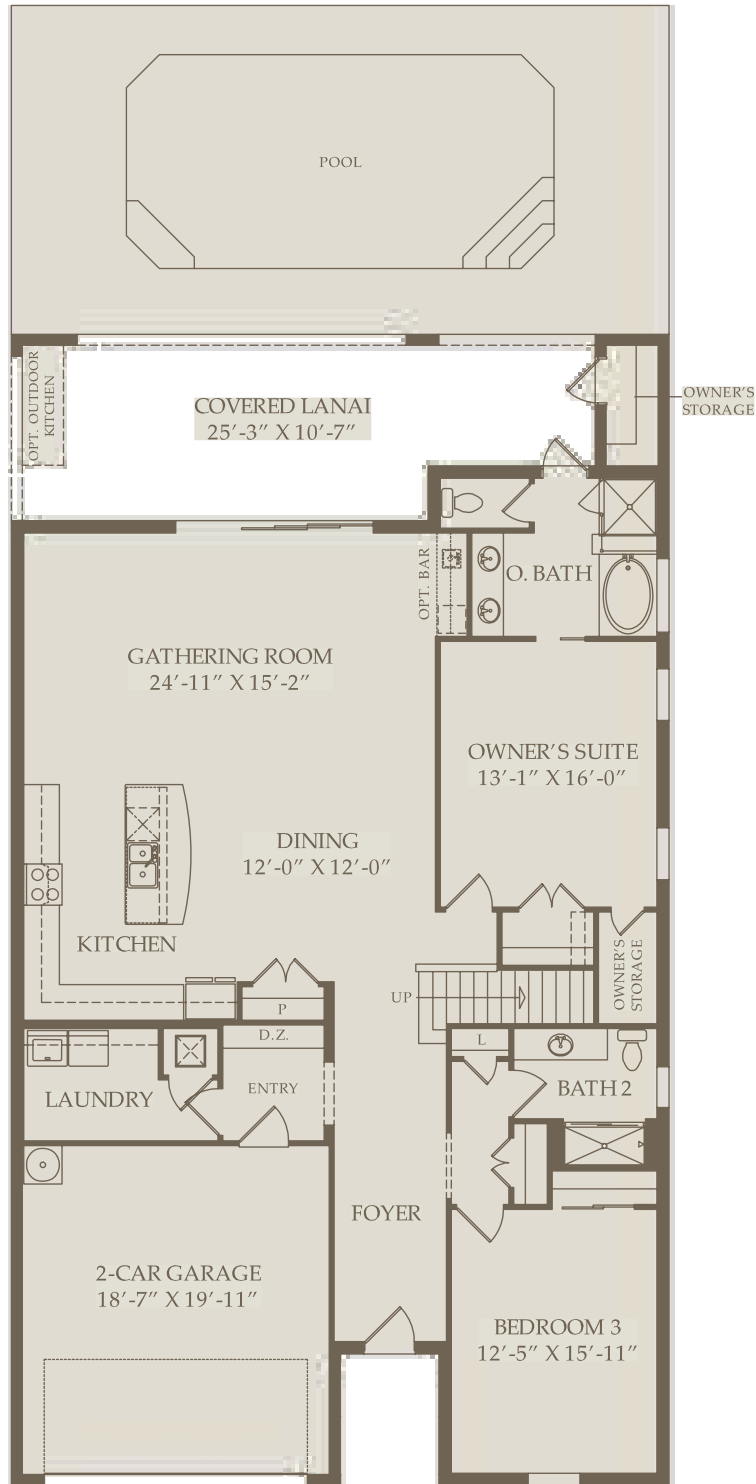 POOL
OPT. OUTDOOR
KITCHEN
COVERED LANAI
25'-3" X 10'-7"
OWNER'S
STORAGE
OPT. BAR
O. BATH
GATHERING ROOM
24'-11" X 15'-2"
OWNER'S SUITE
13'-1" X 16'-0"
DINING
12'-0" X 12'-0"
KITCHEN
OWNER'S
STORAGE
UP
P
D.Z.
L
LAUNDRY
ENTRY
BATH 2
FOYER
2-CAR GARAGE
18'-7" X 19'-11"
BEDROOM 3
12'-5" X 15'-11"